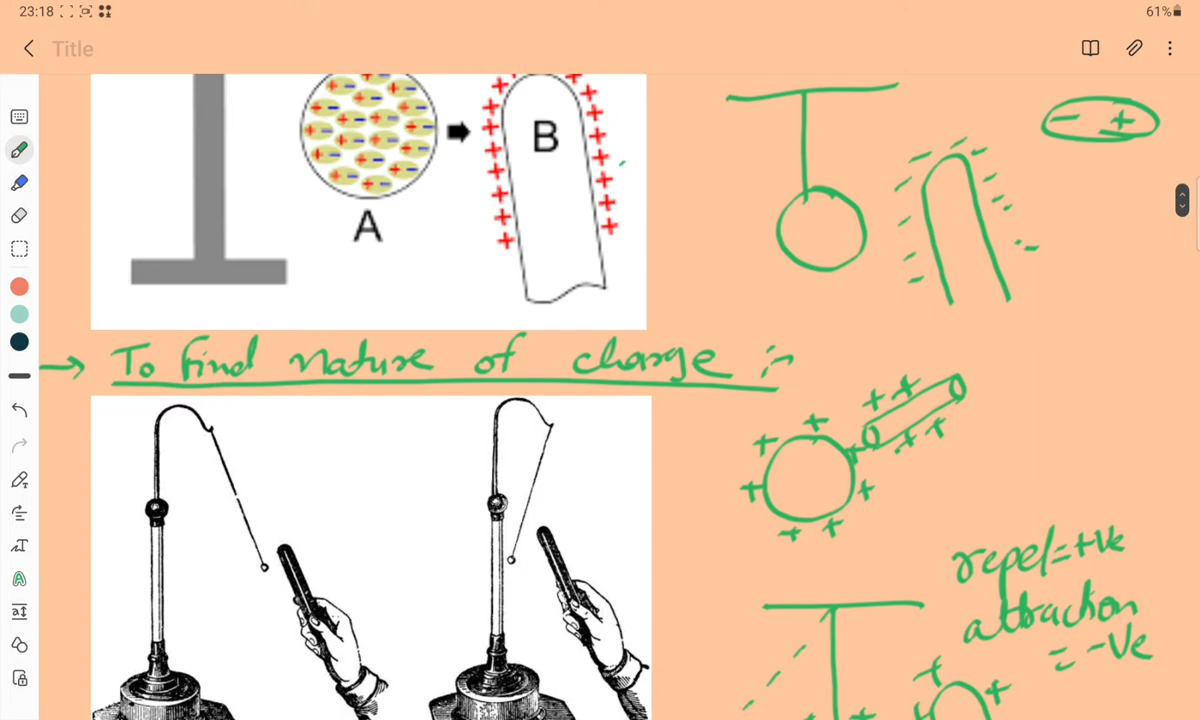 23:18
61%
Title
A
B
→ To find nature of charge :-
repel=+ve
attraction
= -ve